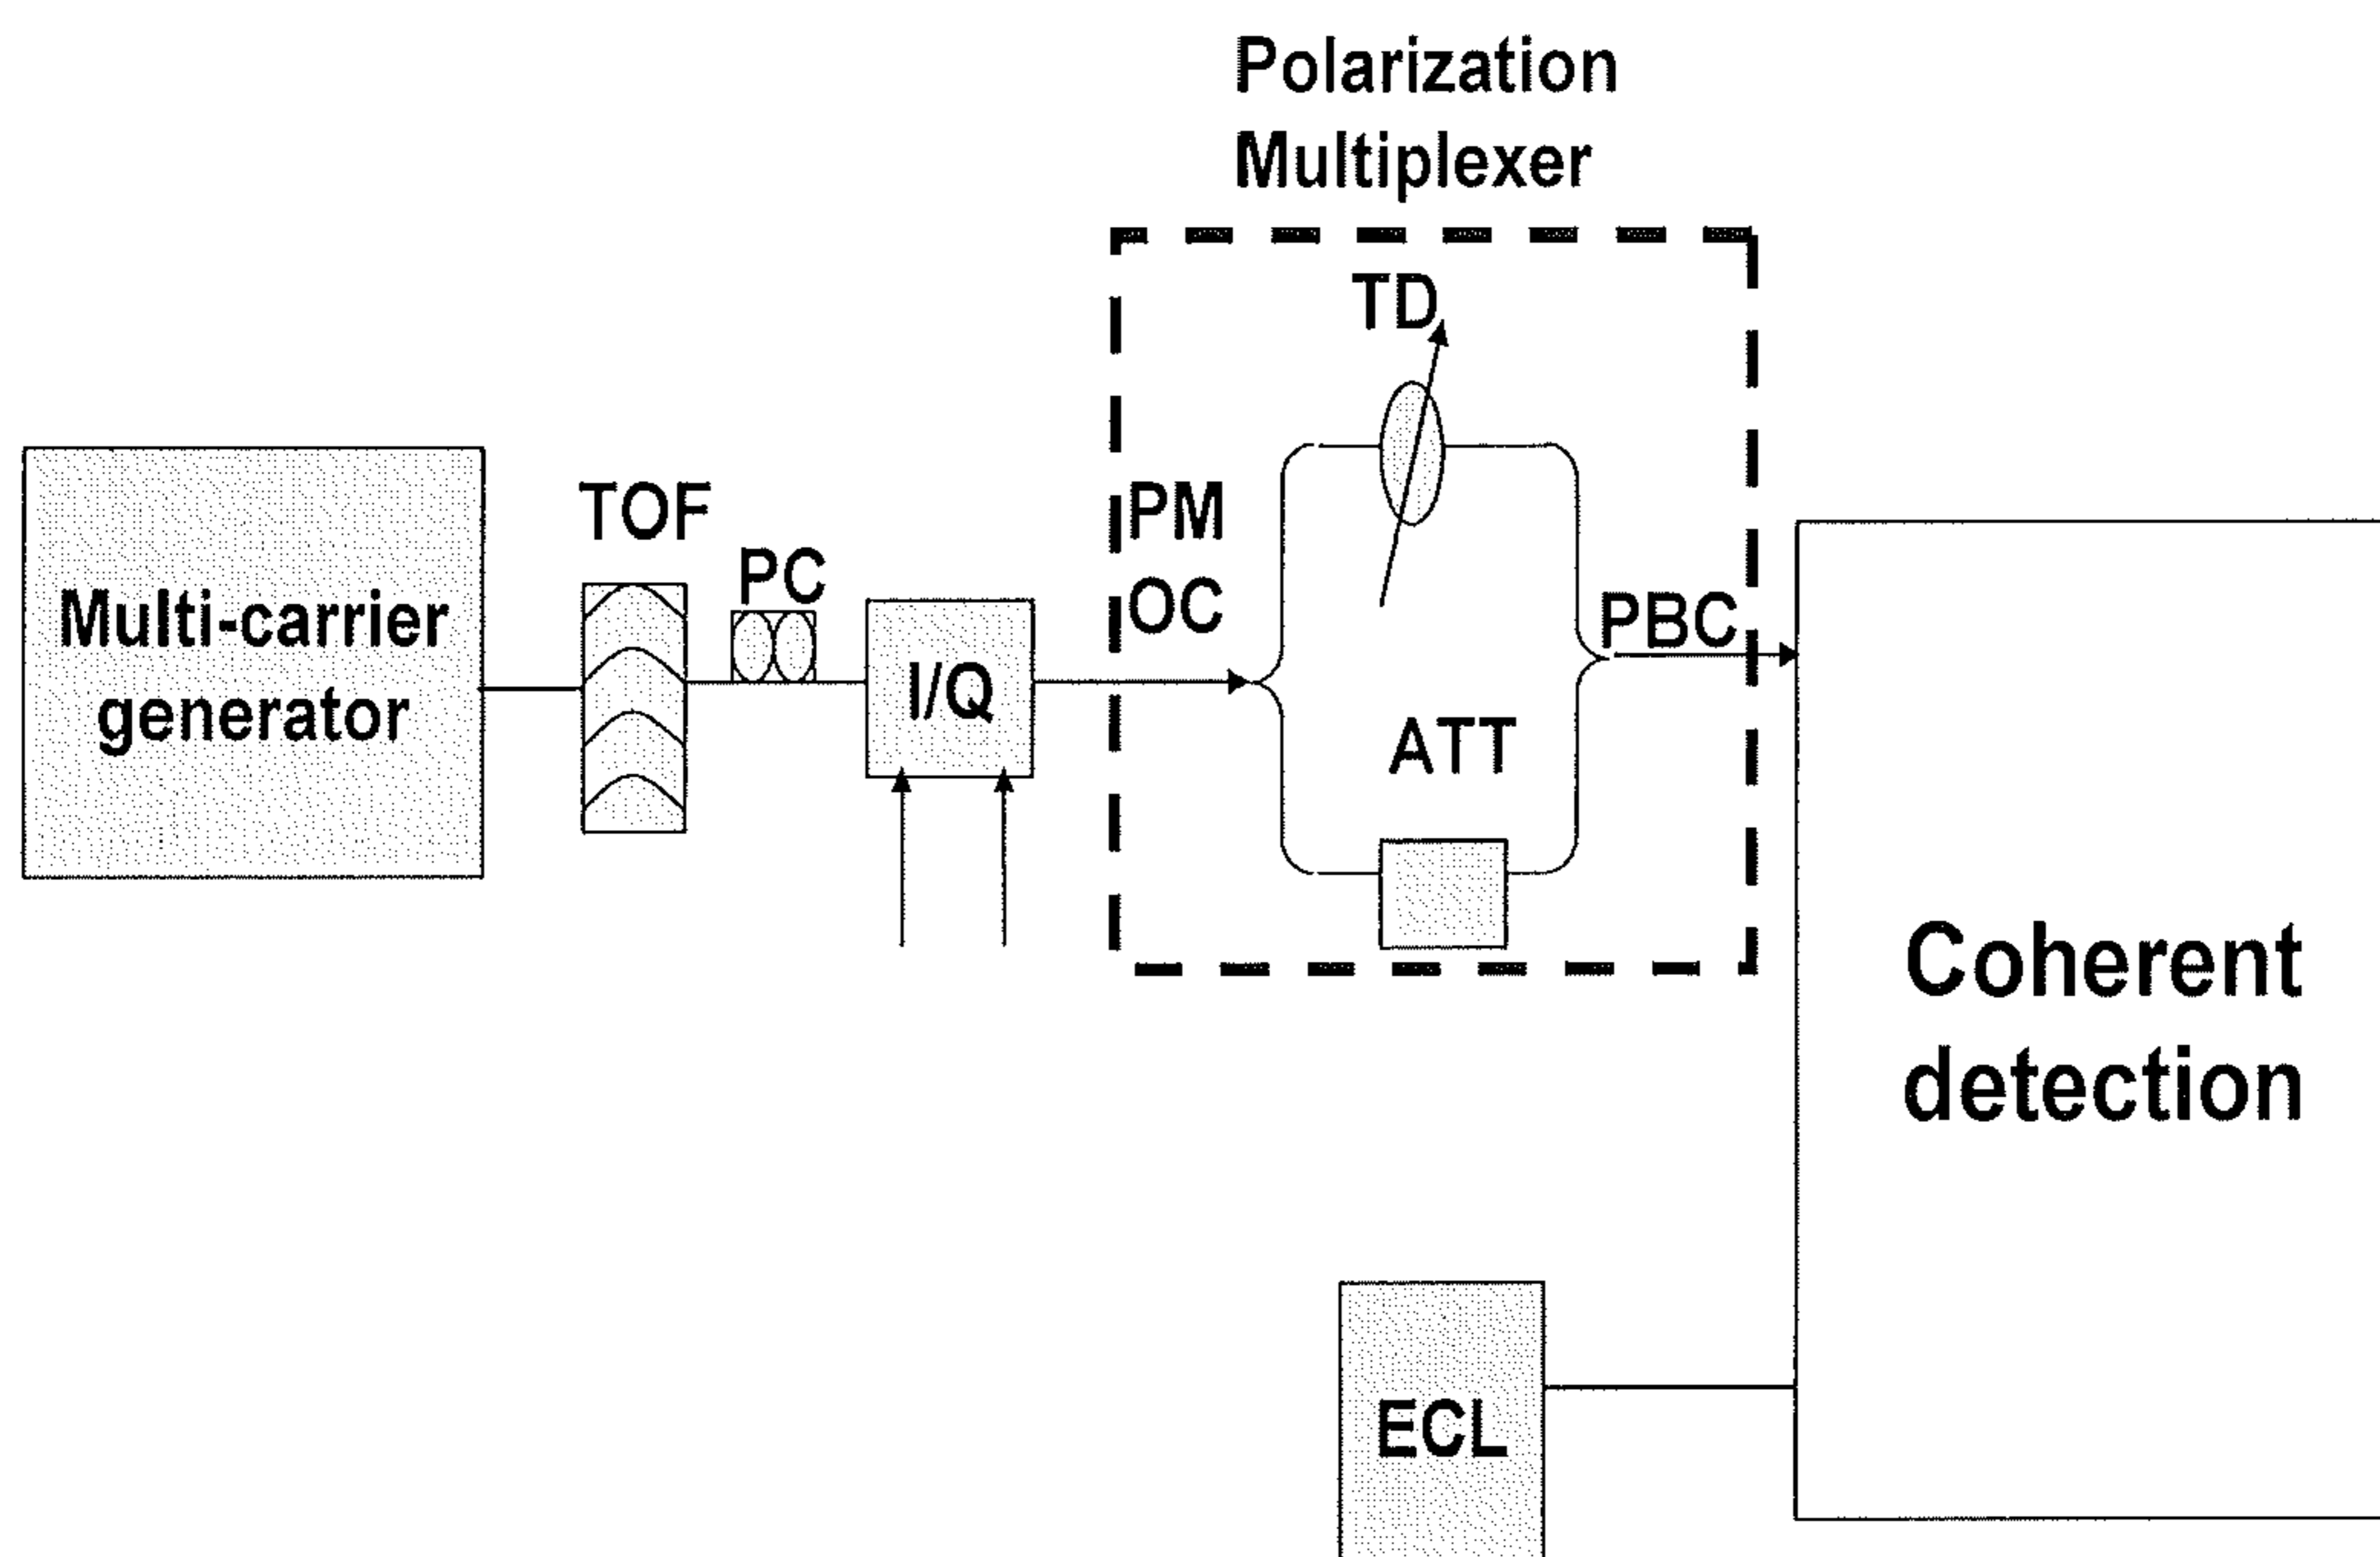 Polarization
Multiplexer
TD
TOF
PC
PM
OC
Multi-carrier
generator
I/Q
PBC
ATT
Coherent
detection
ECL